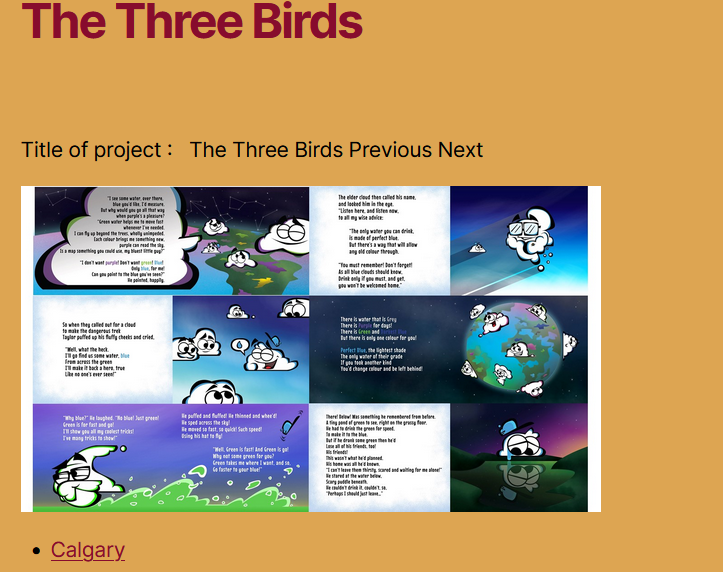 The Three Birds
Title of project : The Three Birds Previous Next
"I see some water, over there,
blue you'd like, I'd measure.
But why would you go all that way
when purple's a pleasure?
"Green water helps me to move fast
whenever I've needed.
I can fly up beyond the trees, wholly unimpeded.
Each colour brings me something new,
purple can read the sky,
is a map something you could use, my bluest little guy?"
"I don't want purple! Don't want green! Blue!
Only blue, for me!
Can you point to the blue you've seen?"
He pointed, happily.
The elder cloud then called his name,
and looked him in the eye.
"Listen here, and listen now,
to all my wise advice:
"The only water you can drink,
is made of perfect blue.
But there's a way that will allow
any old colour through.
"You must remember! Don't forget!
As all blue clouds should know.
Drink only if you must, and yet,
you won't be welcomed home."
So when they called out for a cloud
to make the dangerous trek
Taylor puffed up his fluffy cheeks and cried,
"Well, what the heck.
I'll go find us some water, blue
From across the green
I'll make it back a hero, true
Like no one's ever seen!"
There is water that is Grey
There is Purple for days!
There is Green and
But there is only one colour for you!
Perfect Blue, the lightest shade
The only water of their grade
If you took another kind
You'd change colour and be left behind!
"Why blue?" He laughed. "No blue! Just green!
Green is for fast and go!
I'll show you all my coolest tricks!
I've many tricks to show!"
He puffed and fluffed! He thinned and whee'd!
He sped across the sky!
He moved so fast, so quick! Such speed!
Using his hat to fly!
"Well, Green is fast! And Green is go!
Why not some green for you?
Green takes me where I want, and so,
Go faster to your blue!"
There! Below! Was something he remembered from before.
A tiny pond of green to see, right on the grassy floor.
He had to drink the green for speed.
To make it to the blue.
But if he drank some green then he'd
Lose all of his friends, too!
His friends!
This wasn't what he'd planned.
His home was all he'd known.
"I can't leave them thirsty, scared and waiting for me alone!"
He stared at the water below.
Scary puddle beneath.
He couldn't drink it, couldn't, so,
"Perhaps I should just leave..."
Calgary